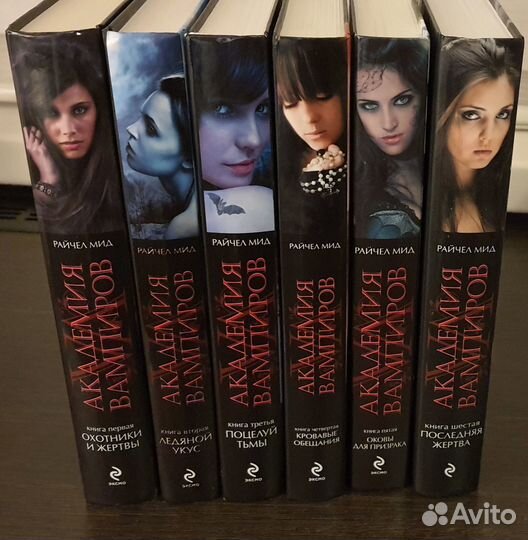 РАЙЧЕЛ МИД
АКАДЕМИЯ
ВАМПИРОВ
КНИГА ПЕРВАЯ
ОХОТНИКИ
И ЖЕРТВЫ
ЭКСМО
РАЙЧЕЛ МИД
АКАДЕМИЯ
ВАМПИРОВ
КНИГА ВТОРАЯ
ЛЕДЯНОЙ
УКУС
ЭКСМО
РАЙЧЕЛ МИД
АКАДЕМИЯ
ВАМПИРОВ
КНИГА ТРЕТЬЯ
ПОЦЕЛУЙ
ТЬМЫ
ЭКСМО
РАЙЧЕЛ МИД
АКАДЕМИЯ
ВАМПИРОВ
КНИГА ЧЕТВЕРТАЯ
КРОВАВЫЕ
ОБЕЩАНИЯ
ЭКСМО
РАЙЧЕЛ МИД
АКАДЕМИЯ
ВАМПИРОВ
КНИГА ПЯТАЯ
ОКОВЫ
ДЛЯ ПРИЗРАКА
ЭКСМО
РАЙЧЕЛ МИД
АКАДЕМИЯ
ВАМПИРОВ
КНИГА ШЕСТАЯ
ПОСЛЕДНЯЯ
ЖЕРТВА
ЭКСМО
Avito